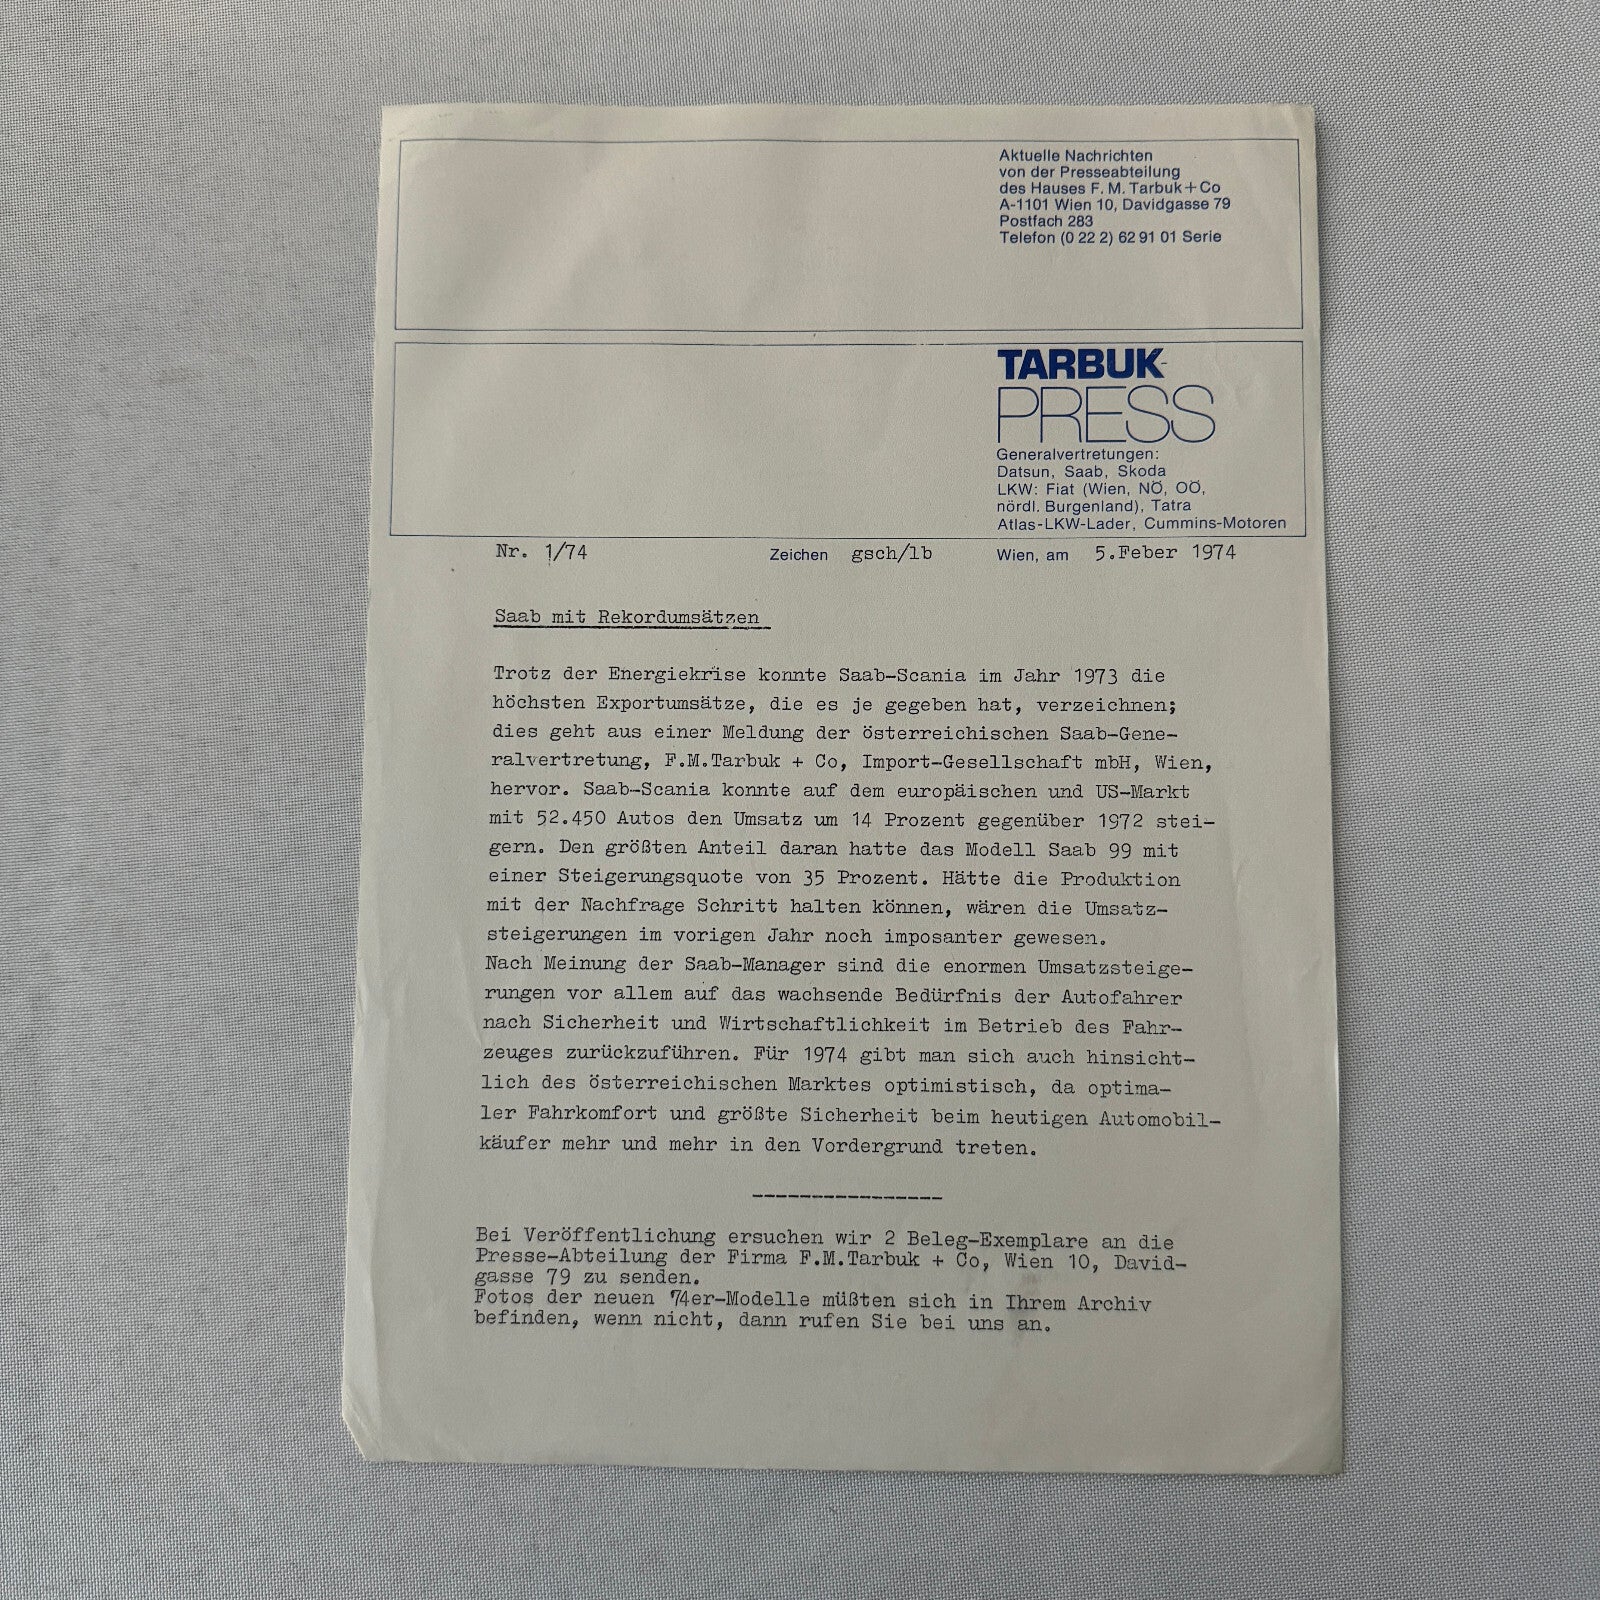 Aktuelle Nachrichten
von der Presseabteilung
des Hauses F. M. Tarbuk+Co
A-1101 Wien 10, Davidgasse 79
Postfach 283
Telefon (0 22 2) 62 91 01 Serie
TARBUK-
PRESS
Generalvertretungen:
Datsun, Saab, Skoda
LKW: Fiat (Wien, NÖ, OÖ,
nördl. Burgenland), Tatra
Atlas-LKW-Lader, Cummins-Motoren
Nr. 1/74 Zeichen gsch/lb Wien, am 5.Feber 1974
Saab mit Rekordumsätzen
Trotz der Energiekrise konnte Saab-Scania im Jahr 1973 die
höchsten Exportumsätze, die es je gegeben hat, verzeichnen;
dies geht aus einer Meldung der österreichischen Saab-Gene-
ralvertretung, F.M.Tarbuk + Co, Import-Gesellschaft mbH, Wien,
hervor. Saab-Scania konnte auf dem europäischen und US-Markt
mit 52.450 Autos den Umsatz um 14 Prozent gegenüber 1972 stei-
gern. Den größten Anteil daran hatte das Modell Saab 99 mit
einer Steigerungsquote von 35 Prozent. Hätte die Produktion
mit der Nachfrage Schritt halten können, wären die Umsatz-
steigerungen im vorigen Jahr noch imposanter gewesen.
Nach Meinung der Saab-Manager sind die enormen Umsatzsteige-
rungen vor allem auf das wachsende Bedürfnis der Autofahrer
nach Sicherheit und Wirtschaftlichkeit im Betrieb des Fahr-
zeuges zurückzuführen. Für 1974 gibt man sich auch hinsicht-
lich des österreichischen Marktes optimistisch, da optima-
ler Fahrkomfort und größte Sicherheit beim heutigen Automobil-
käufer mehr und mehr in den Vordergrund treten.
----------------
Bei Veröffentlichung ersuchen wir 2 Beleg-Exemplare an die
Presse-Abteilung der Firma F.M.Tarbuk + Co, Wien 10, David-
gasse 79 zu senden.
Fotos der neuen 74er-Modelle müßten sich in Ihrem Archiv
befinden, wenn nicht, dann rufen Sie bei uns an.